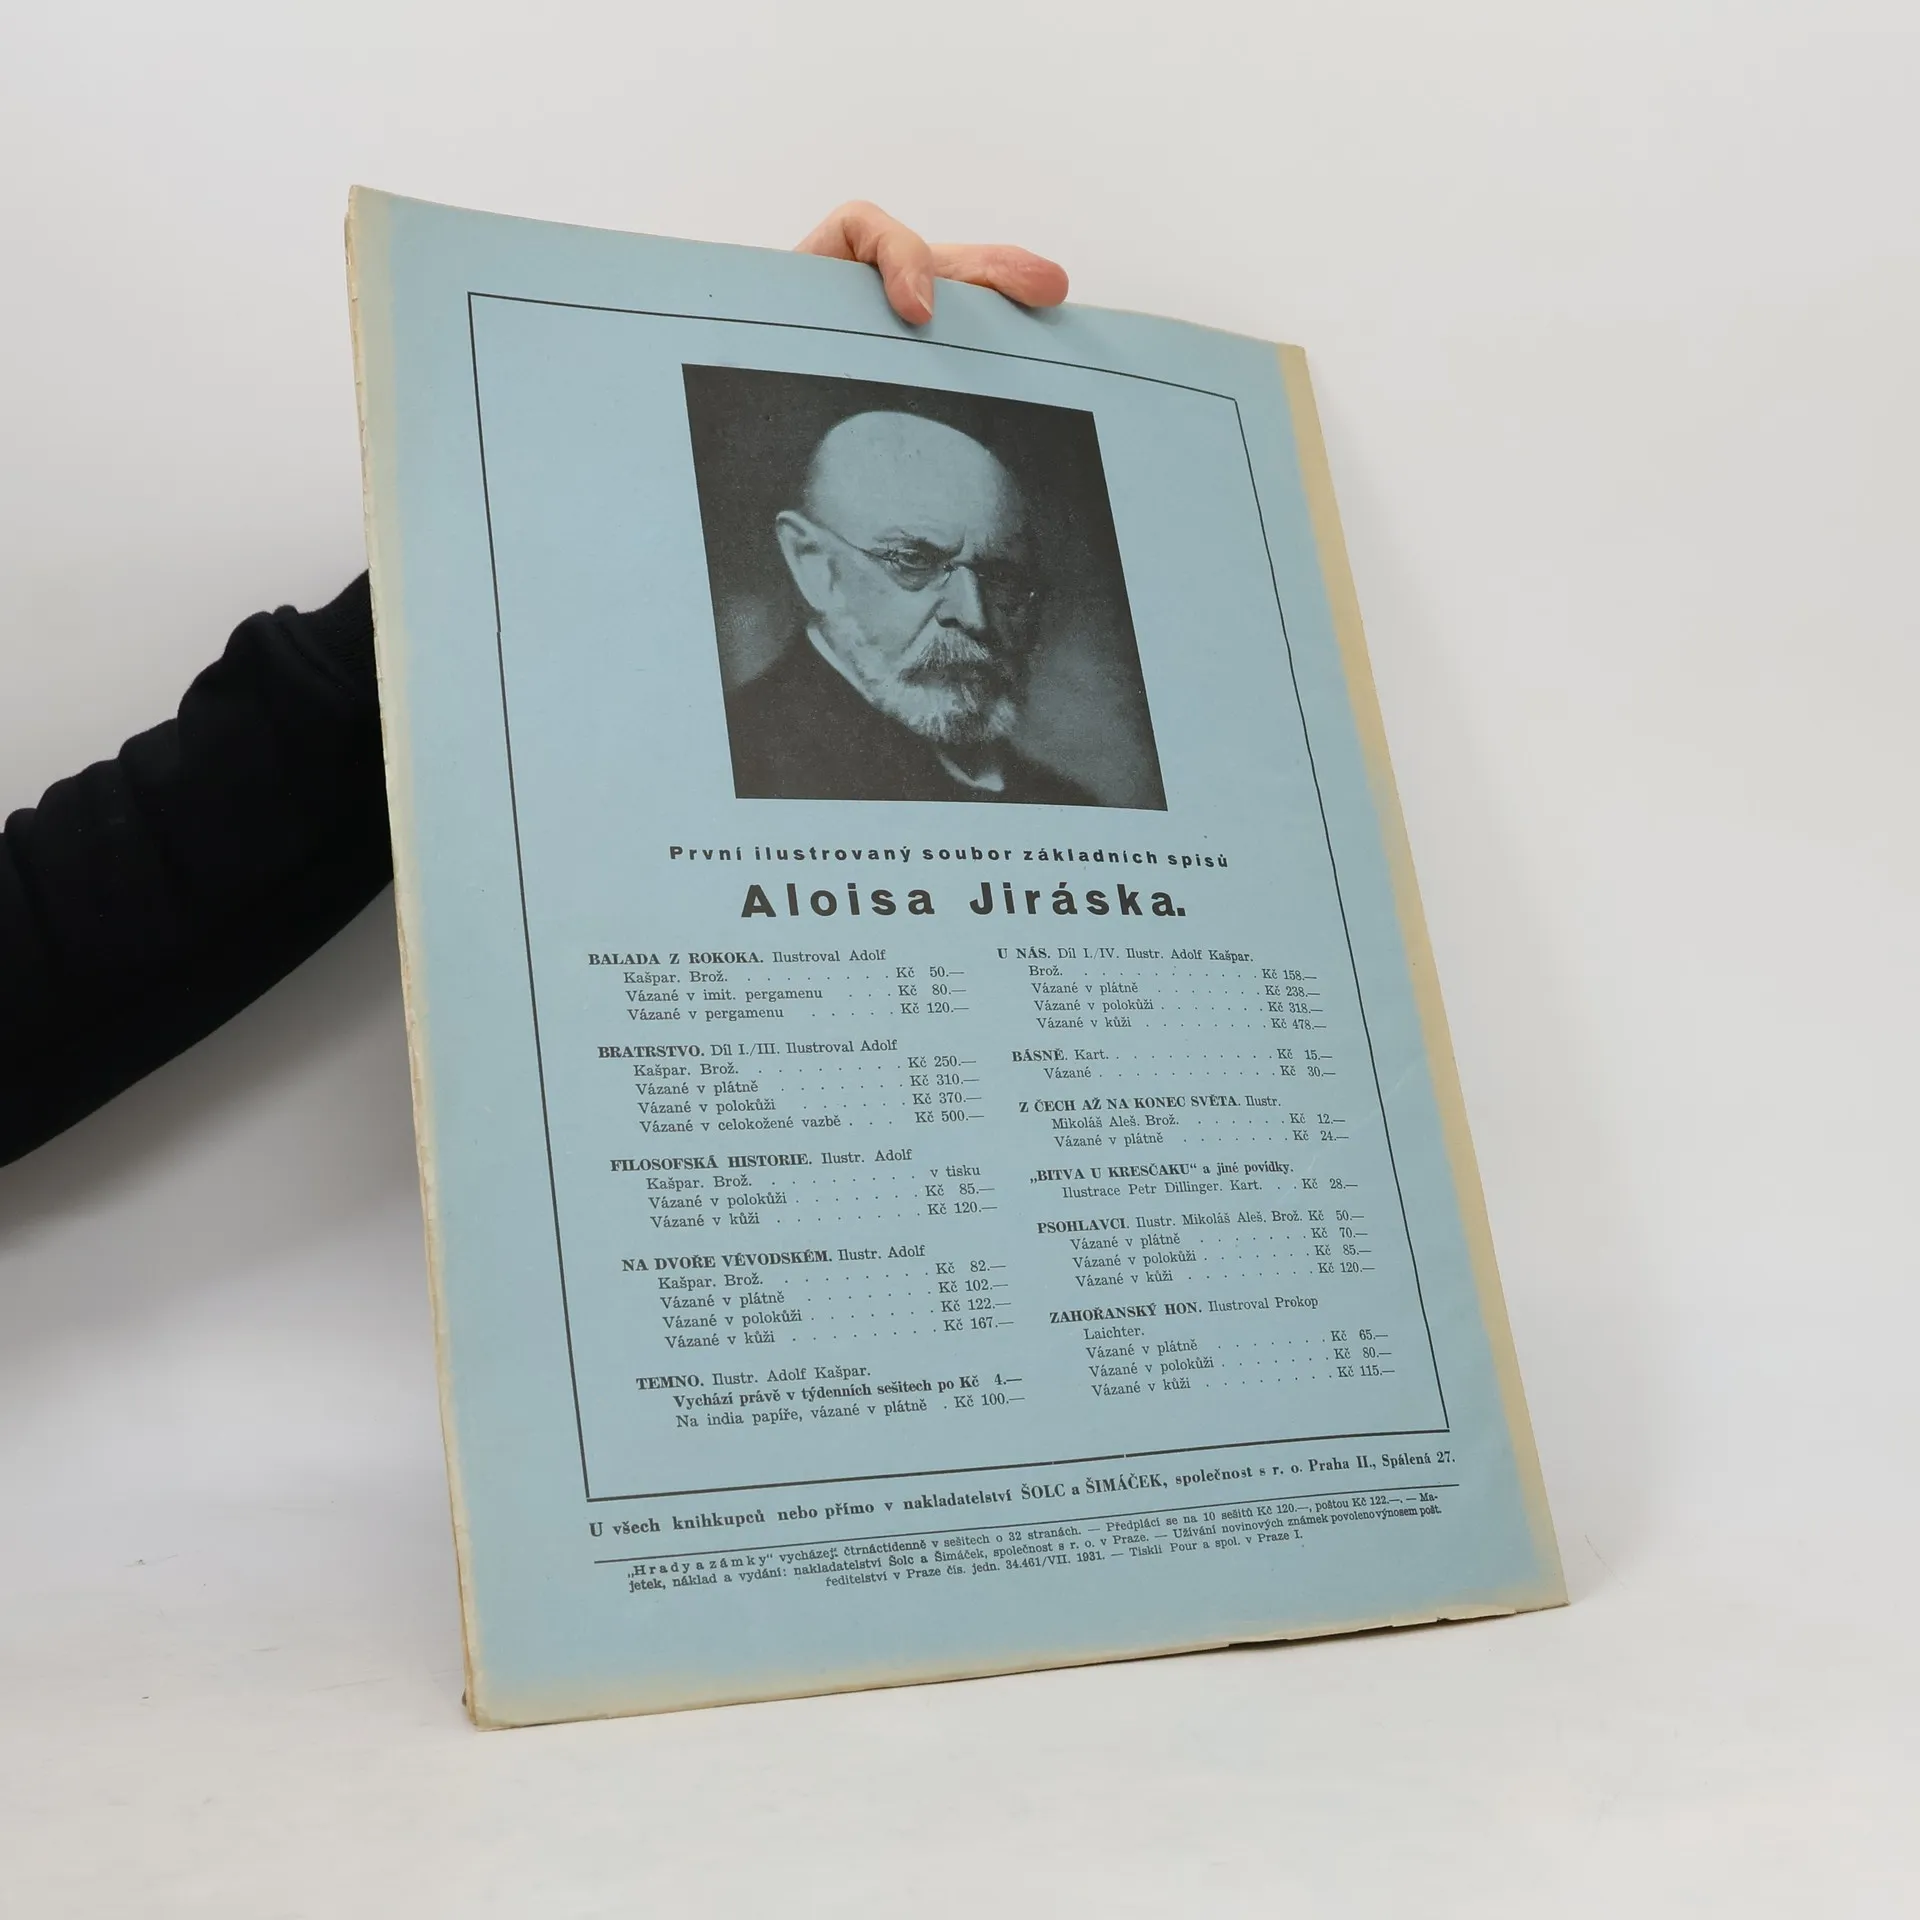 První ilustrovaný soubor základních spisů
Aloisa Jiráska.
BALADA Z ROKOKA. Ilustroval Adolf
Kašpar. Brož. . . . . . . . . Kč 50.—
Vázané v imit. pergamenu . . . Kč 80.—
Vázané v pergamenu . . . . . Kč 120.—
BRATRSTVO. Díl I./III. Ilustroval Adolf
Kašpar. Brož. . . . . . . . . Kč 250.—
Vázané v plátně . . . . . . . Kč 310.—
Vázané v polokůži . . . . . . Kč 370.—
Vázané v celokožené vazbě . . . Kč 500.—
FILOSOFSKÁ HISTORIE. Ilustr. Adolf
Kašpar. Brož. . . . . . . . . v tisku
Vázané v polokůži . . . . . . . Kč 85.—
Vázané v kůži . . . . . . . . Kč 120.—
NA DVOŘE VÉVODSKÉM. Ilustr. Adolf
Kašpar. Brož. . . . . . . . . Kč 82.—
Vázané v plátně . . . . . . . Kč 102.—
Vázané v polokůži . . . . . . . Kč 122.—
Vázané v kůži . . . . . . . . Kč 167.—
TEMNO. Ilustr. Adolf Kašpar.
Vychází právě v týdenních sešitech po Kč 4.—
Na india papíře, vázané v plátně . Kč 100.—
U NÁS. Díl I./IV. Ilustr. Adolf Kašpar.
Brož. . . . . . . . . . . . Kč 158.—
Vázané v plátně . . . . . . . Kč 238.—
Vázané v polokůži . . . . . . . Kč 318.—
Vázané v kůži . . . . . . . . Kč 478.—
BÁSNĚ. Kart. . . . . . . . . . . Kč 15.—
Vázané . . . . . . . . . . . Kč 30.—
Z ČECH AŽ NA KONEC SVĚTA. Ilustr.
Mikoláš Aleš. Brož. . . . . . . Kč 12.—
Vázané v plátně . . . . . . . Kč 24.—
„BITVA U KRESČAKU“ a jiné povídky.
Ilustrace Petr Dillinger. Kart. . . Kč 28.—
PSOHLAVCI. Ilustr. Mikoláš Aleš. Brož. Kč 50.—
Vázané v plátně . . . . . . . Kč 70.—
Vázané v polokůži . . . . . . . Kč 85.—
Vázané v kůži . . . . . . . . Kč 120.—
ZAHOŘANSKÝ HON. Ilustroval Prokop
Laichter.
Vázané v plátně . . . . . . . Kč 65.—
Vázané v polokůži . . . . . . . Kč 80.—
Vázané v kůži . . . . . . . . Kč 115.—
U všech knihkupců nebo přímo v nakladatelství ŠOLC a ŠIMÁČEK, společnost s r. o. Praha II., Spálená 27.
„Hrady a zámky“ vycházejí čtrnáctidenně v sešitech o 32 stranách. — Předplácí se na 10 sešitů Kč 120.—, poštou Kč 122.—. — Ma-
jetek, náklad a vydání: nakladatelství Šolc a Šimáček, společnost s r. o. v Praze. — Užívání novinových známek povoleno výnosem pošt.
ředitelství v Praze čís. jedn. 34.461/VII. 1931. — Tiskli Pour a spol. v Praze I.